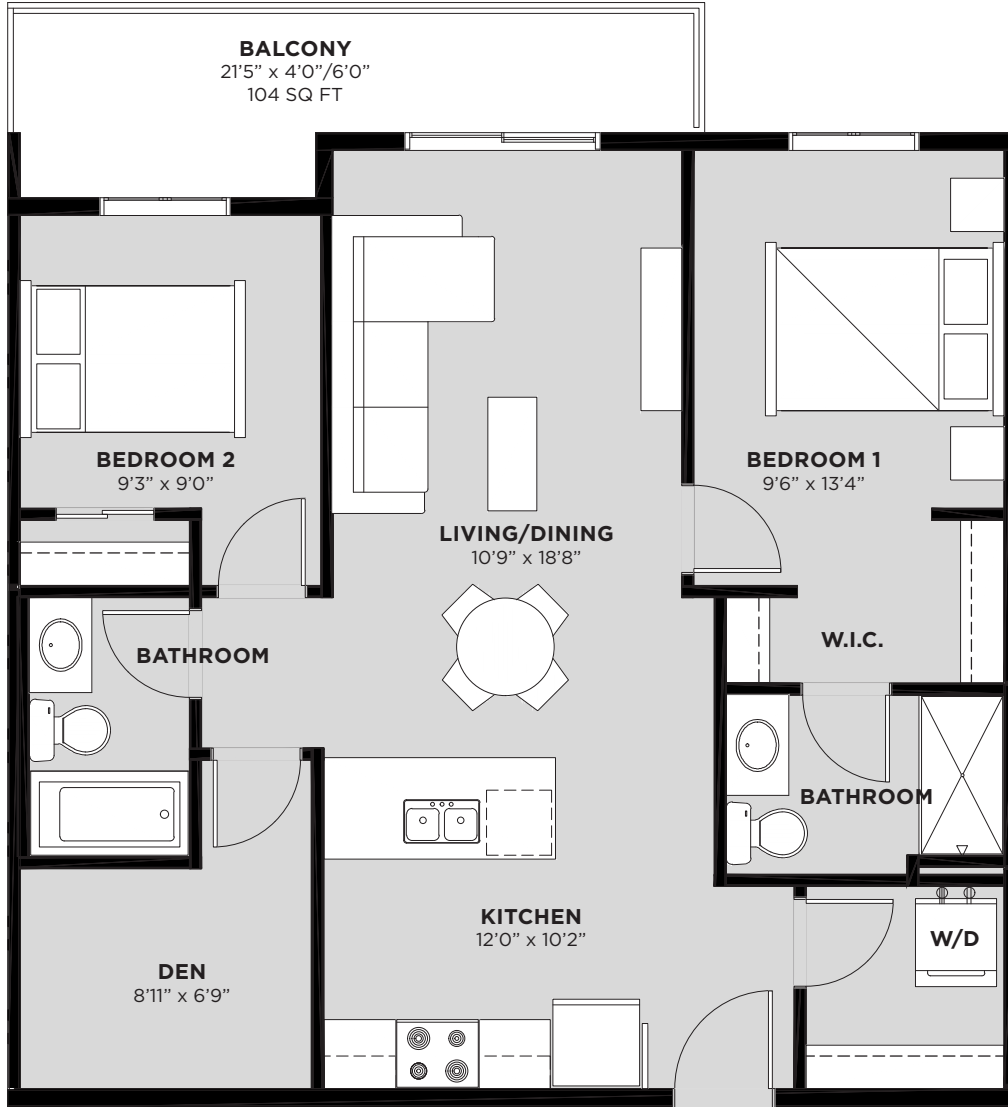 BALCONY
21’5” x 4’0”/6’0”
104 SQ FT
BEDROOM 2
9’3” x 9’0”
BEDROOM 1
9’6” x 13’4”
LIVING/DINING
10’9” x 18’8”
W.I.C.
BATHROOM
BATHROOM
KITCHEN
12’0” x 10’2”
W/D
DEN
8’11” x 6’9”